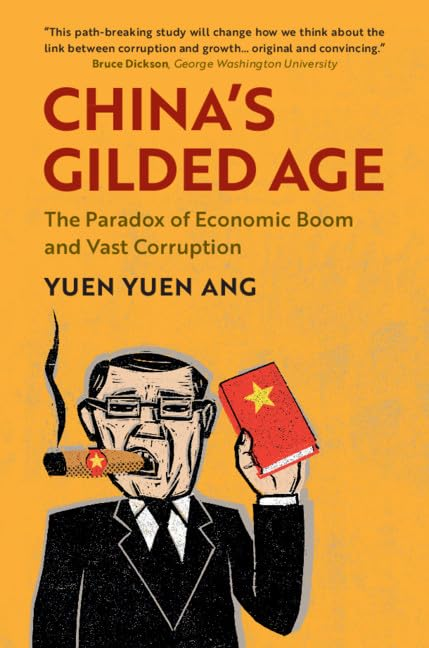 “This path-breaking study will change how we think about the
link between corruption and growth... original and convincing.”
Bruce Dickson, George Washington University
CHINA’S
GILDED AGE
The Paradox of Economic Boom
and Vast Corruption
YUEN YUEN ANG